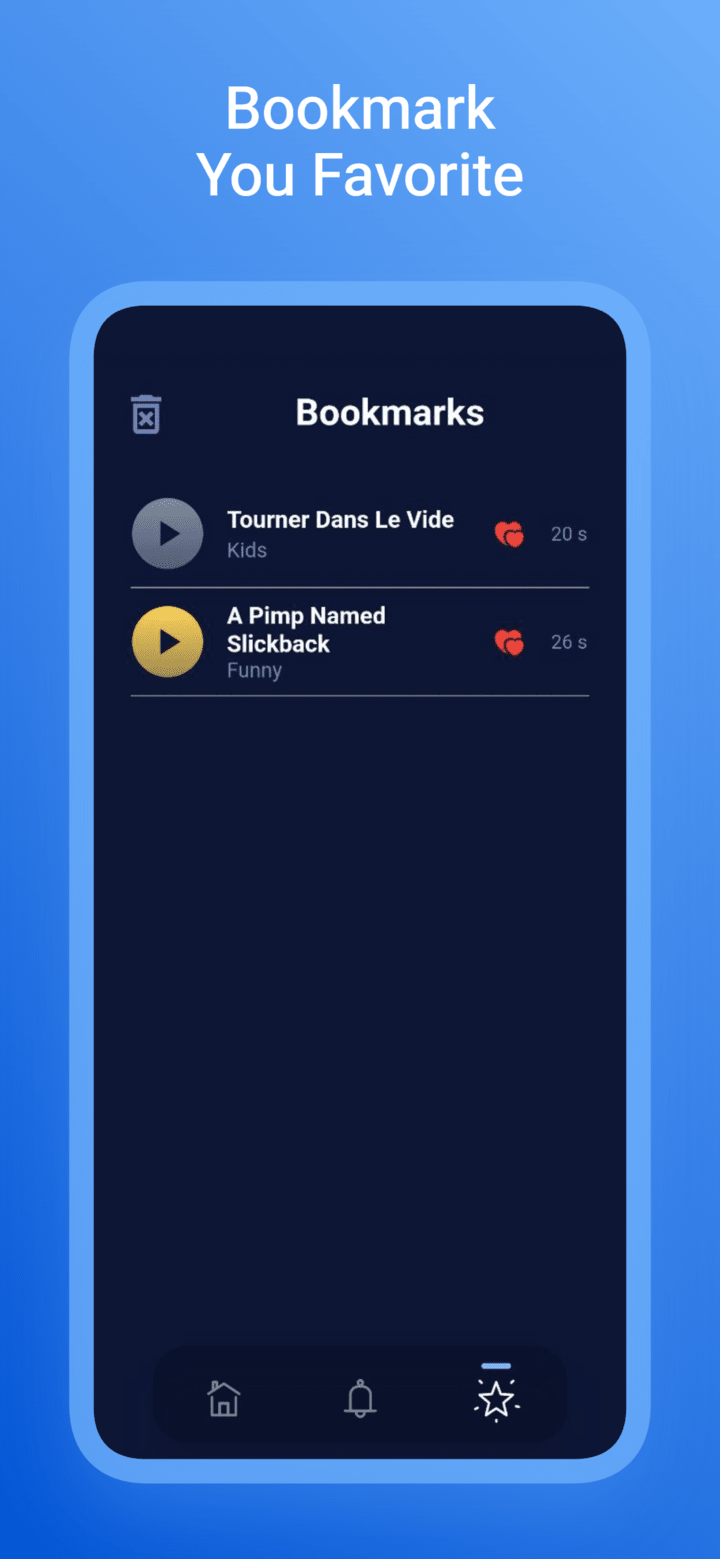 Bookmark
You Favorite
Bookmarks
Tourner Dans Le Vide
Kids
20 s
A Pimp Named
Slickback
Funny
26 s